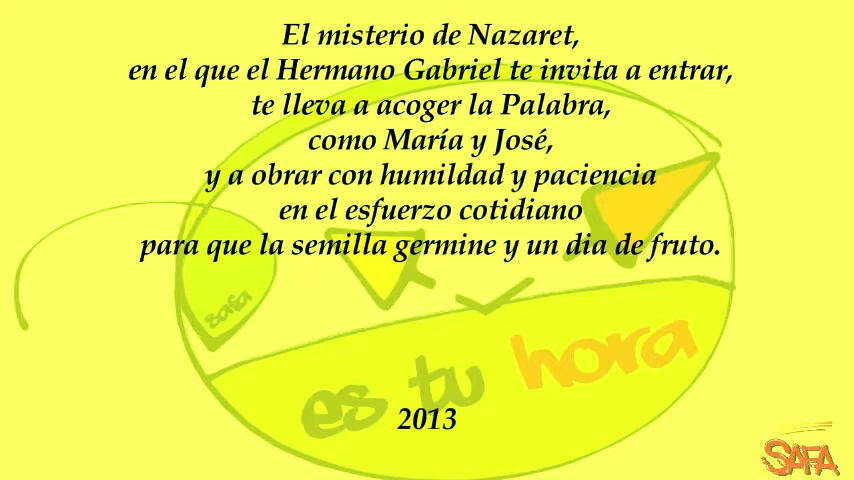 El misterio de Nazaret,
en el que el Hermano Gabriel te invita a entrar,
te lleva a acoger la Palabra,
como María y José,
y a obrar con humildad y paciencia
en el esfuerzo cotidiano
para que la semilla germine y un dia de fruto.
safa
es tu hora
2013
SAFA